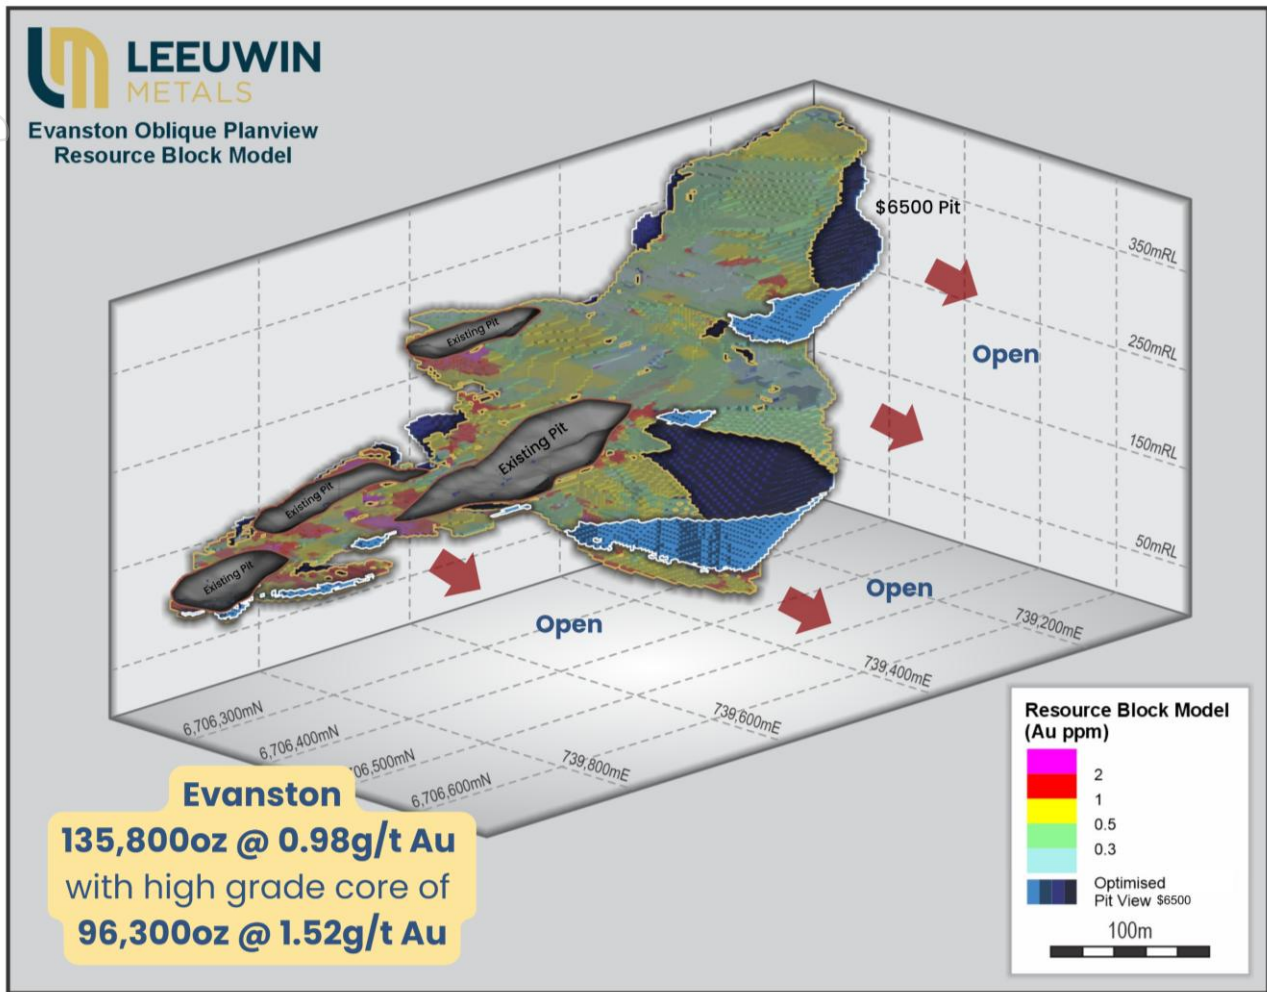 LEEUWIN
METALS
Evanston Oblique Planview
Resource Block Model
$6500 Pit
350mRL
250mRL
150mRL
50mRL
Open
Open
Open
Existing Pit
Existing Pit
Existing Pit
Existing Pit
739,200mE
739,400mE
739,600mE
739,800mE
6,706,300mN
6,706,400mN
706,500mN
6,706,600mN
Evanston
135,800oz @ 0.98g/t Au
with high grade core of
96,300oz @ 1.52g/t Au
Resource Block Model
(Au ppm)
2
1
0.5
0.3
Optimised
Pit View $6500
100m